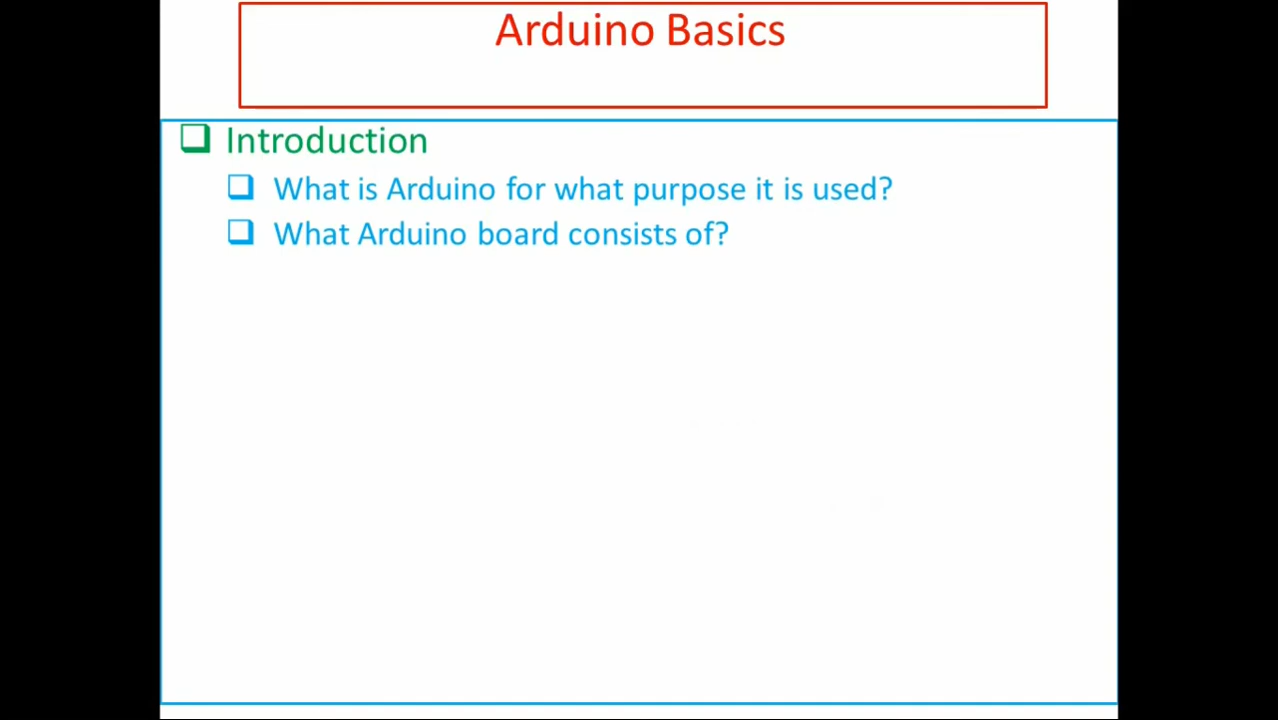 Arduino Basics
Introduction
What is Arduino for what purpose it is used?
What Arduino board consists of?